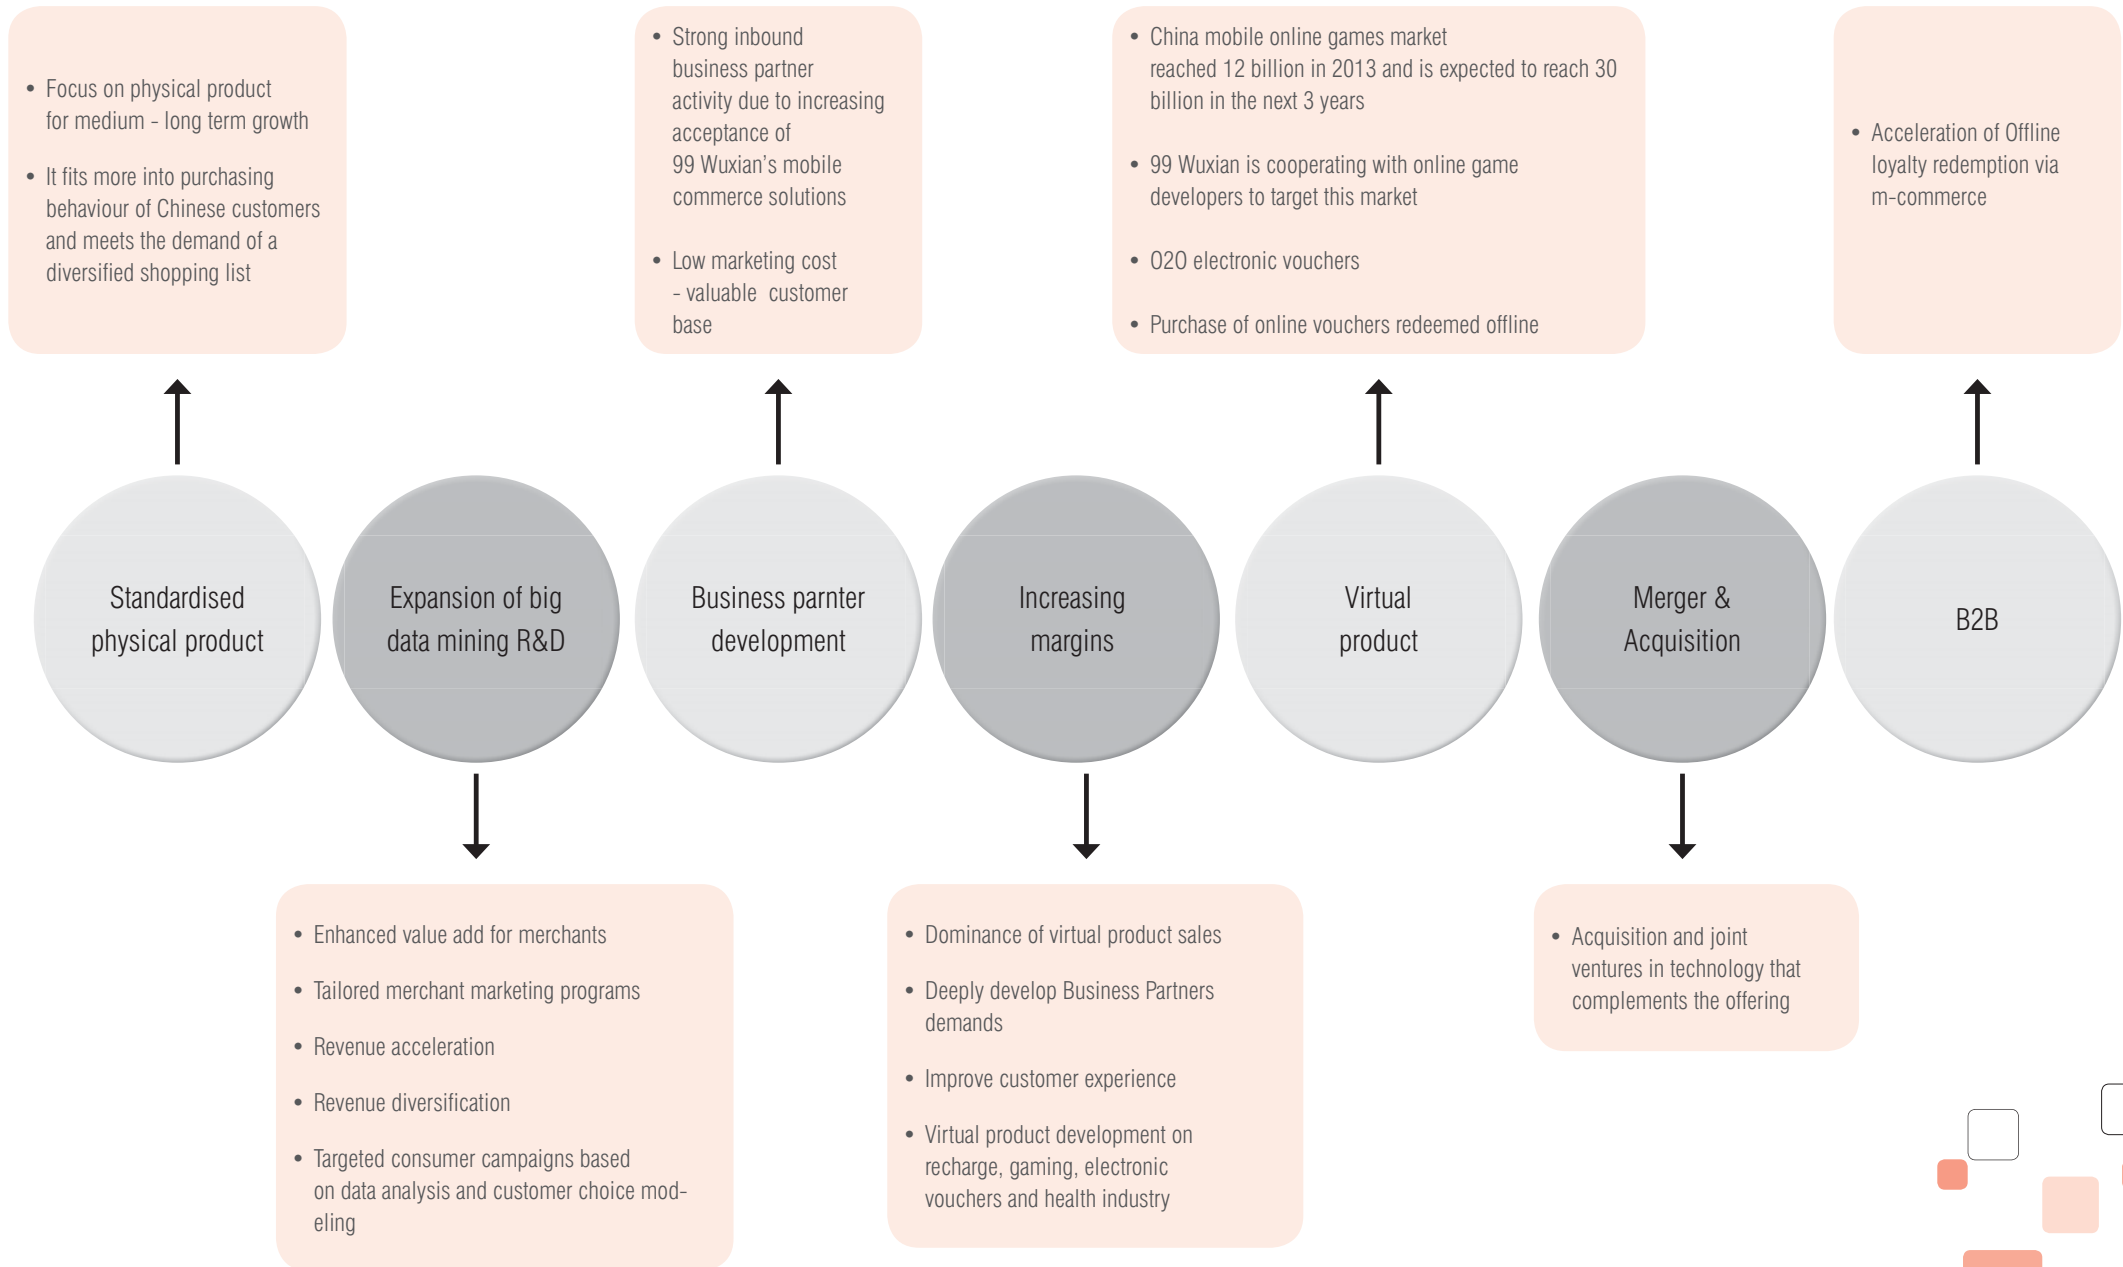 • Focus on physical product
for medium - long term growth
• It fits more into purchasing
behaviour of Chinese customers
and meets the demand of a
diversified shopping list
• Strong inbound
business partner
activity due to increasing
acceptance of
99 Wuxian's mobile
commerce solutions
• Low marketing cost
- valuable customer
base
• China mobile online games market
reached 12 billion in 2013 and is expected to reach 30
billion in the next 3 years
• 99 Wuxian is cooperating with online game
developers to target this market
• O2O electronic vouchers
• Purchase of online vouchers redeemed offline
• Acceleration of Offline
loyalty redemption via
m-commerce
Standardised
physical product
Expansion of big
data mining R&D
Business parnter
development
Increasing
margins
Virtual
product
Merger &
Acquisition
B2B
• Enhanced value add for merchants
• Tailored merchant marketing programs
• Revenue acceleration
• Revenue diversification
• Targeted consumer campaigns based
on data analysis and customer choice mod-
eling
• Dominance of virtual product sales
• Deeply develop Business Partners
demands
• Improve customer experience
• Virtual product development on
recharge, gaming, electronic
vouchers and health industry
• Acquisition and joint
ventures in technology that
complements the offering